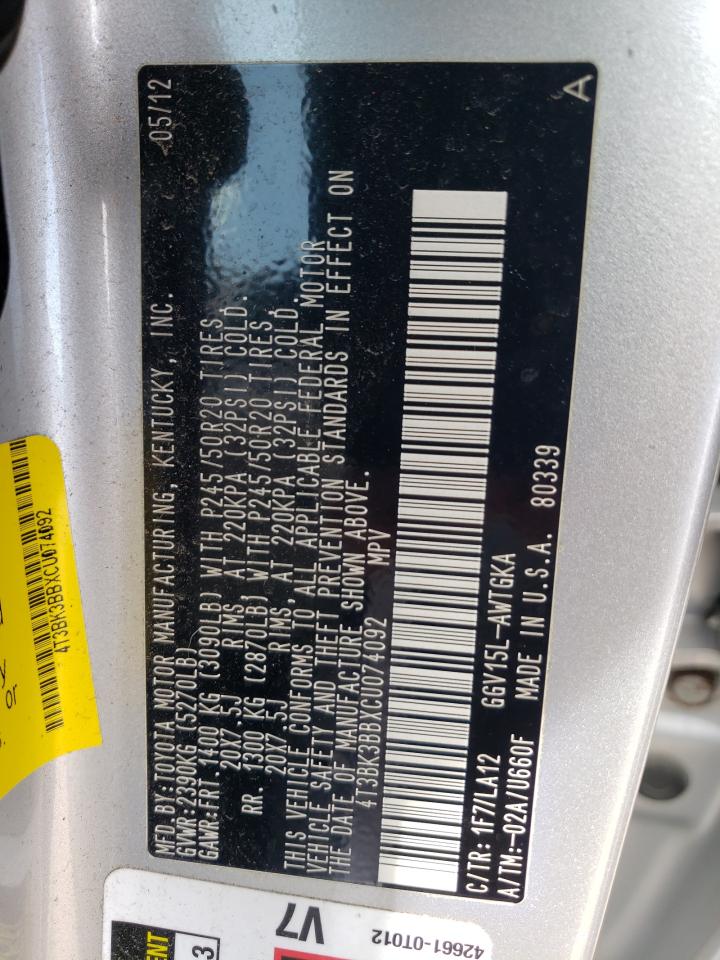 MFD.BY:TOYOTA MOTOR MANUFACTURING, KENTUCKY, INC. 05/12
GVWR:2390KG(5270LB)
GAWR:FRT.1400 KG (3090LB) WITH P245/50R20 TIRES
20X7.5J RIMS, AT 220KPA (32PSI) COLD.
RR. 1300 KG (2870LB) WITH P245/50R20 TIRES
20X7.5J RIMS, AT 220KPA (32PSI) COLD.
THIS VEHICLE CONFORMS TO ALL APPLICABLE FEDERAL MOTOR
VEHICLE SAFETY AND THEFT PREVENTION STANDARDS IN EFFECT ON
THE DATE OF MANUFACTURE SHOWN ABOVE.
4T3BK3BBXCU074092 MPV
C/TR: 1F7/LA12 GGV15L-AWTGKA
A/TM:-02A/U660F MADE IN U.S.A. 80339
A
4T3BK3BBXCU074092
or
V7
42661-0T012
3